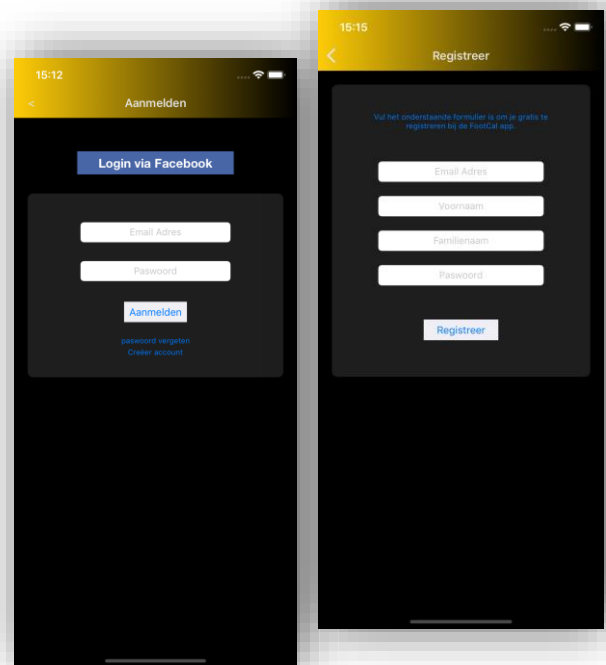 15:12
<
Aanmelden
Login via Facebook
Email Adres
Paswoord
Aanmelden
paswoord vergeten
Creëer account
15:15
Registreer
Vul het onderstaande formulier is om je gratis te
registreren bij de FootCal app.
Email Adres
Voornaam
Familienaam
Paswoord
Registreer